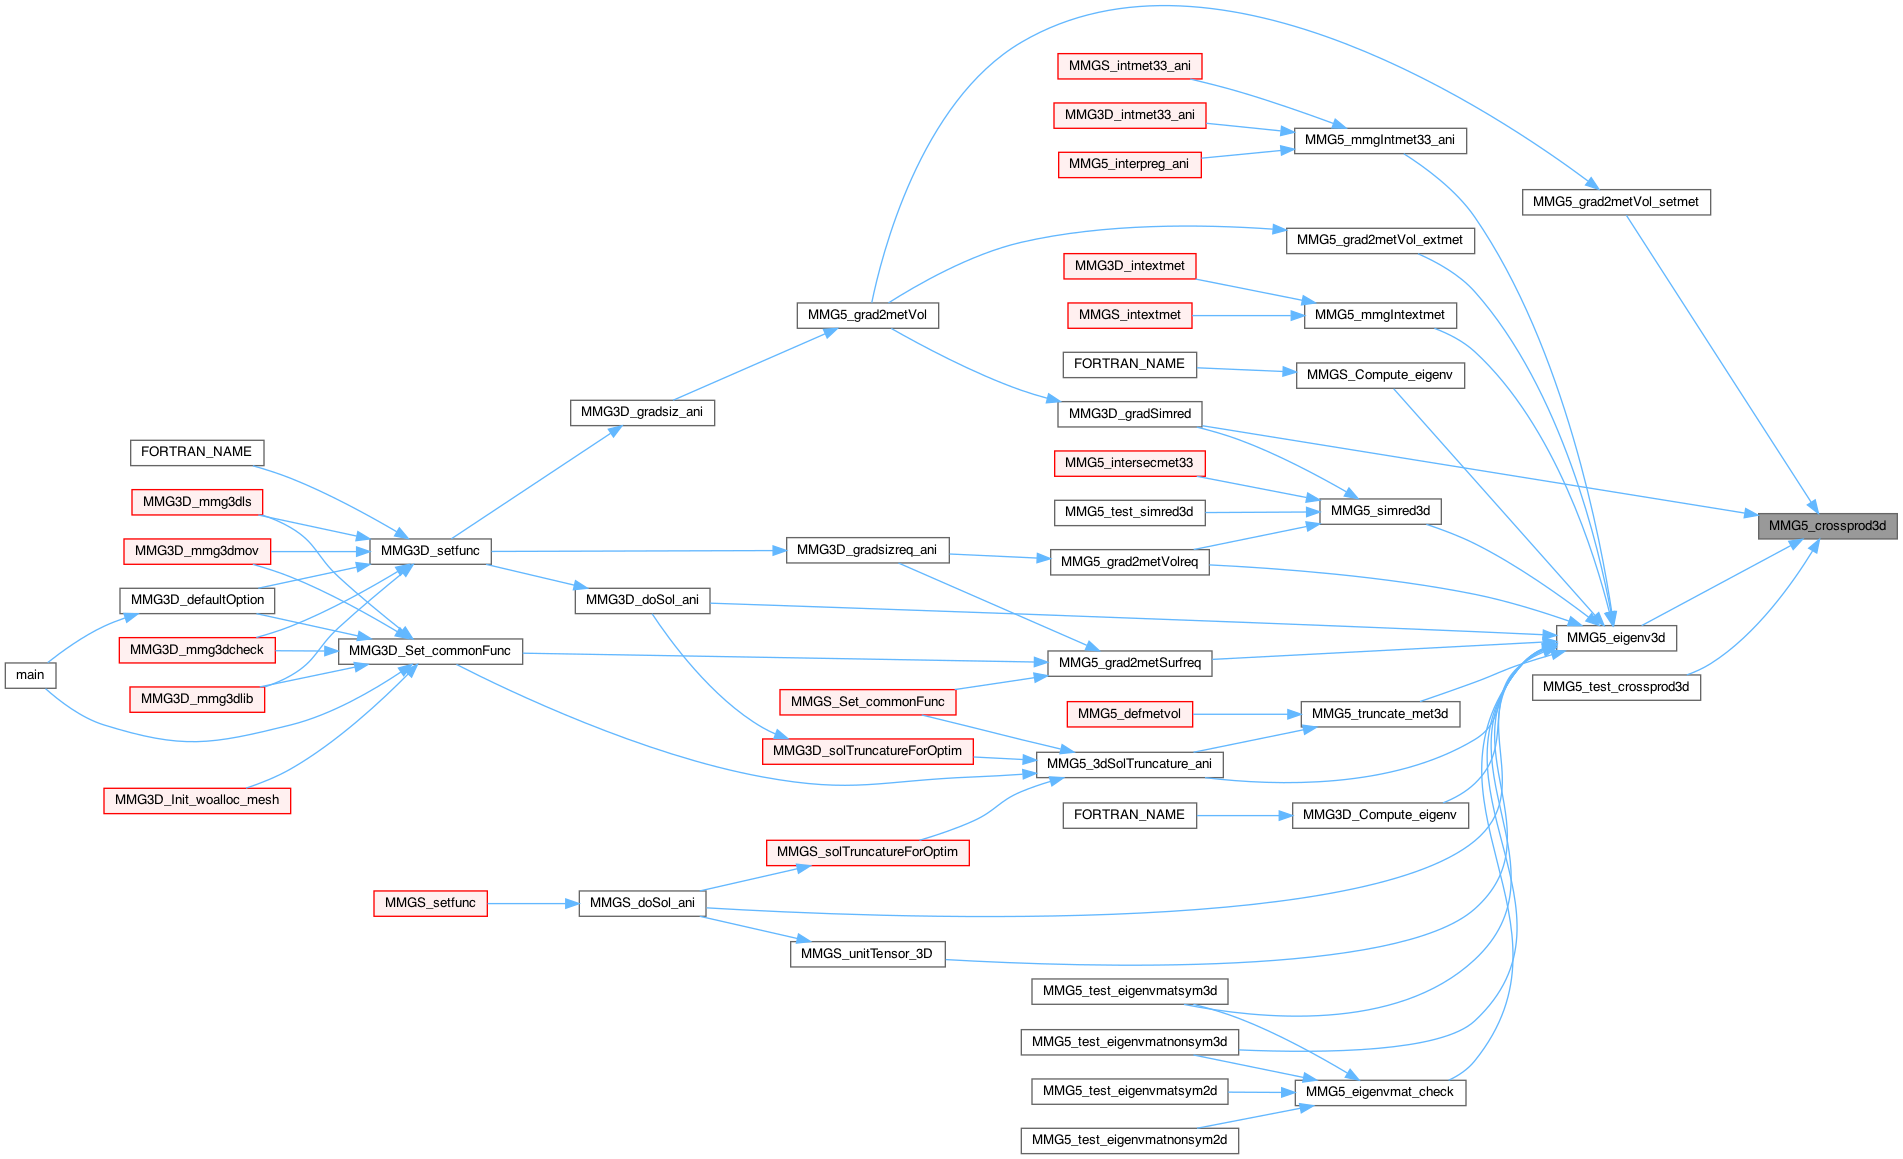 MMGS_intmet33_ani
MMG3D_intmet33_ani
MMG5_mmgIntmet33_ani
MMG5_interpreg_ani
MMG5_grad2metVol_setmet
MMG5_grad2metVol_extmet
MMG3D_intextmet
MMG5_grad2metVol
MMGS_intextmet
MMG5_mmgIntextmet
FORTRAN_NAME
MMGS_Compute_eigenv
MMG3D_gradsiz_ani
MMG3D_gradSimred
FORTRAN_NAME
MMG5_intersecmet33
MMG3D_mmg3dls
MMG5_test_simred3d
MMG5_simred3d
MMG5_crossprod3d
MMG3D_mmg3dmov
MMG3D_setfunc
MMG3D_gradsizreq_ani
MMG5_grad2metVolreq
MMG3D_defaultOption
MMG3D_doSol_ani
MMG5_eigenv3d
MMG3D_mmg3dcheck
MMG3D_Set_commonFunc
MMG5_grad2metSurfreq
main
MMG5_test_crossprod3d
MMG3D_mmg3dlib
MMGS_Set_commonFunc
MMG5_defmetvol
MMG5_truncate_met3d
MMG3D_solTruncatureForOptim
MMG5_3dSolTruncature_ani
MMG3D_Init_woalloc_mesh
FORTRAN_NAME
MMG3D_Compute_eigenv
MMGS_solTruncatureForOptim
MMGS_setfunc
MMGS_doSol_ani
MMGS_unitTensor_3D
MMG5_test_eigenvmatsym3d
MMG5_test_eigenvmatnonsym3d
MMG5_test_eigenvmatsym2d
MMG5_eigenvmat_check
MMG5_test_eigenvmatnonsym2d